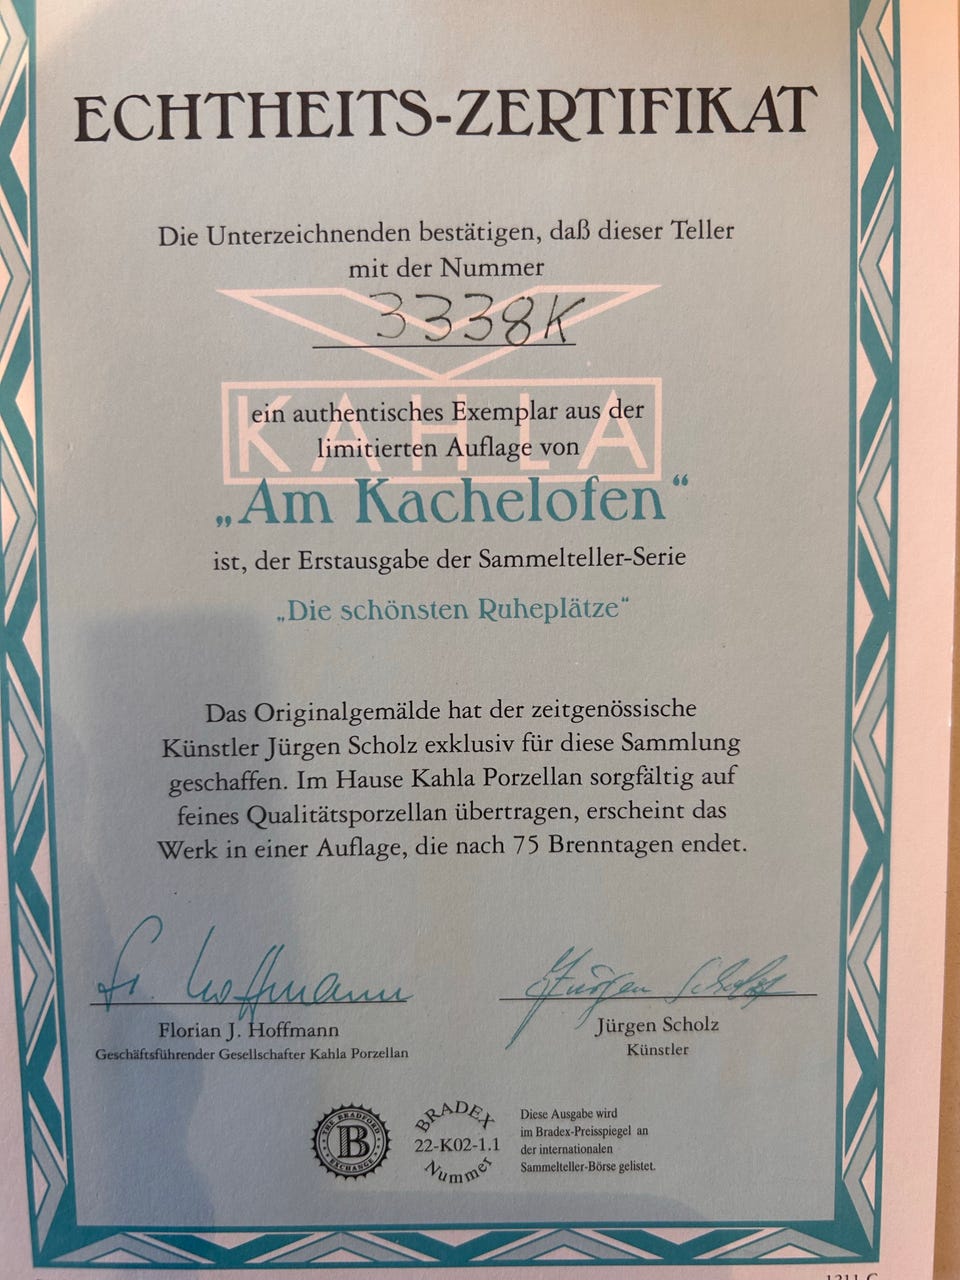 ECHTHEITS-ZERTIFIKAT
Die Unterzeichnenden bestätigen, daß dieser Teller
mit der Nummer
3338K
KAHLA
ein authentisches Exemplar aus der
limitierten Auflage von
„Am Kachelofen“
ist, der Erstausgabe der Sammelteller-Serie
„Die schönsten Ruheplätze“
Das Originalgemälde hat der zeitgenössische
Künstler Jürgen Scholz exklusiv für diese Sammlung
geschaffen. Im Hause Kahla Porzellan sorgfältig auf
feines Qualitätsporzellan übertragen, erscheint das
Werk in einer Auflage, die nach 75 Brenntagen endet.
Hoffmann
Jürgen Scholz
Florian J. Hoffmann
Geschäftsführender Gesellschafter Kahla Porzellan
Jürgen Scholz
Künstler
THE BRADFORD
B
EXCHANGE
BRADEX
22-K02-1.1
Nummer
Diese Ausgabe wird
im Bradex-Preisspiegel an
der internationalen
Sammelteller-Börse gelistet.